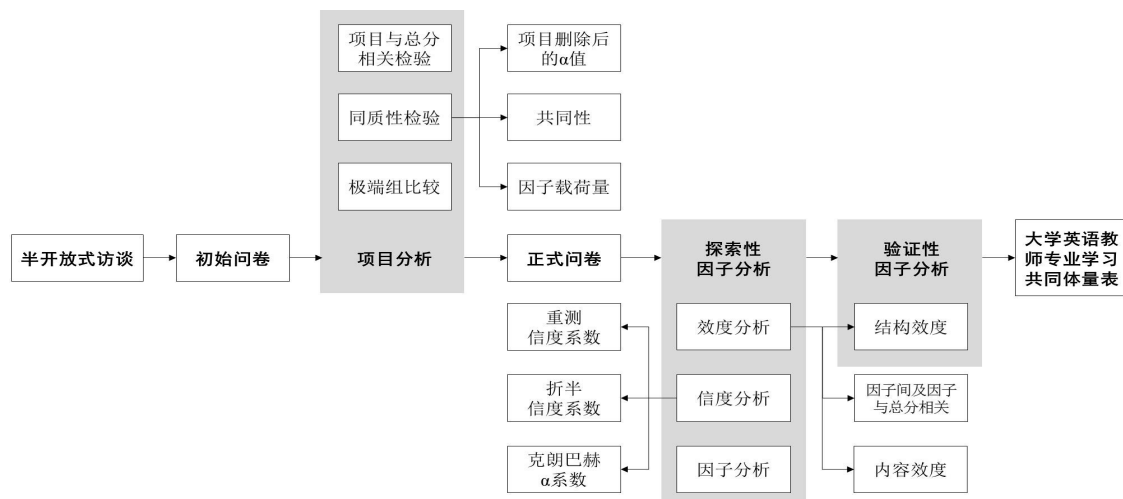 项目与总分
相关检验
项目删除后
的α值
同质性检验
共同性
极端组比较
因子载荷量
半开放式访谈
初始问卷
项目分析
正式问卷
探索性
因子分析
验证性
因子分析
大学英语教
师专业学习
共同体量表
重测
信度系数
效度分析
结构效度
折半
信度系数
信度分析
因子间及因子
与总分相关
克朗巴赫
α系数
因子分析
内容效度